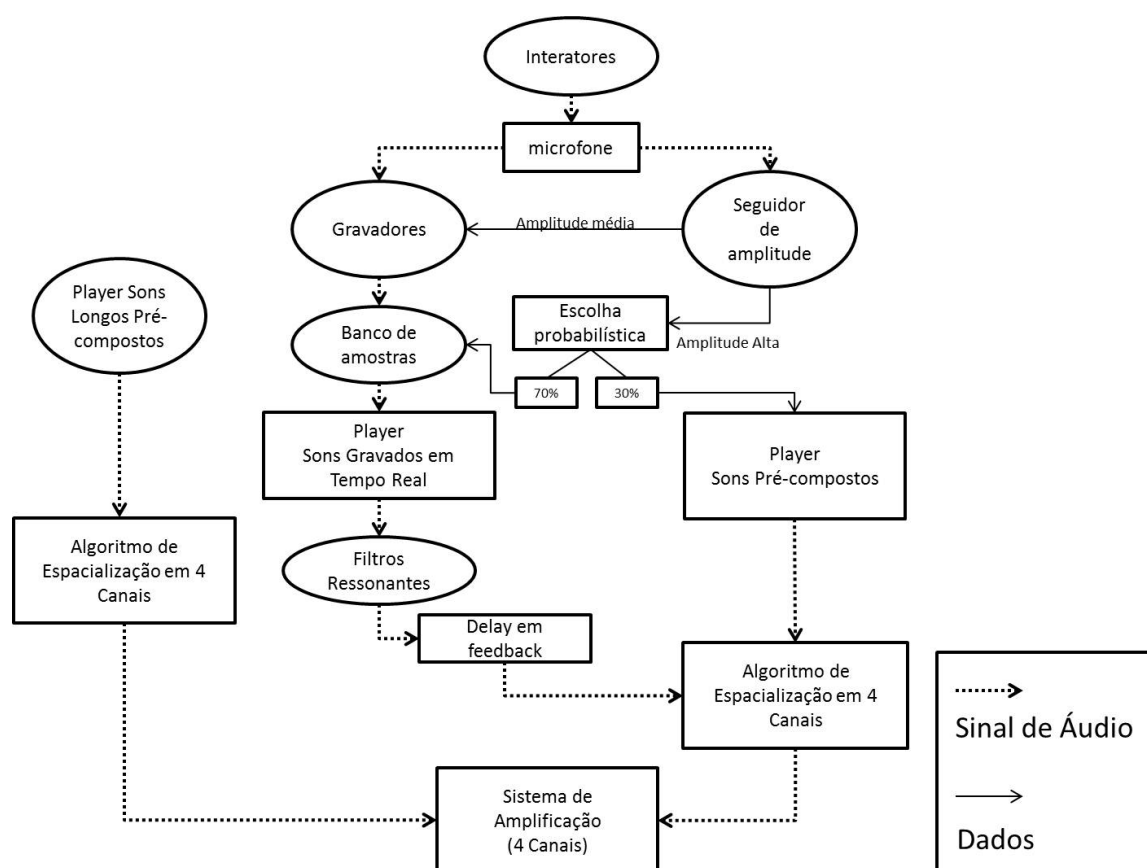 Interatores
microfone
Gravadores
Amplitude média
Seguidor
de
amplitude
Player Sons
Longos Pré-
compostos
Banco de
amostras
Escolha
probabilística
Amplitude Alta
70%
30%
Player
Sons Gravados em
Tempo Real
Player
Sons Pré-compostos
Algoritmo de
Espacialização em 4
Canais
Filtros
Ressonantes
Delay em
feedback
Algoritmo de
Espacialização em 4
Canais
Sistema de
Amplificação
(4 Canais)
Sinal de Áudio
Dados